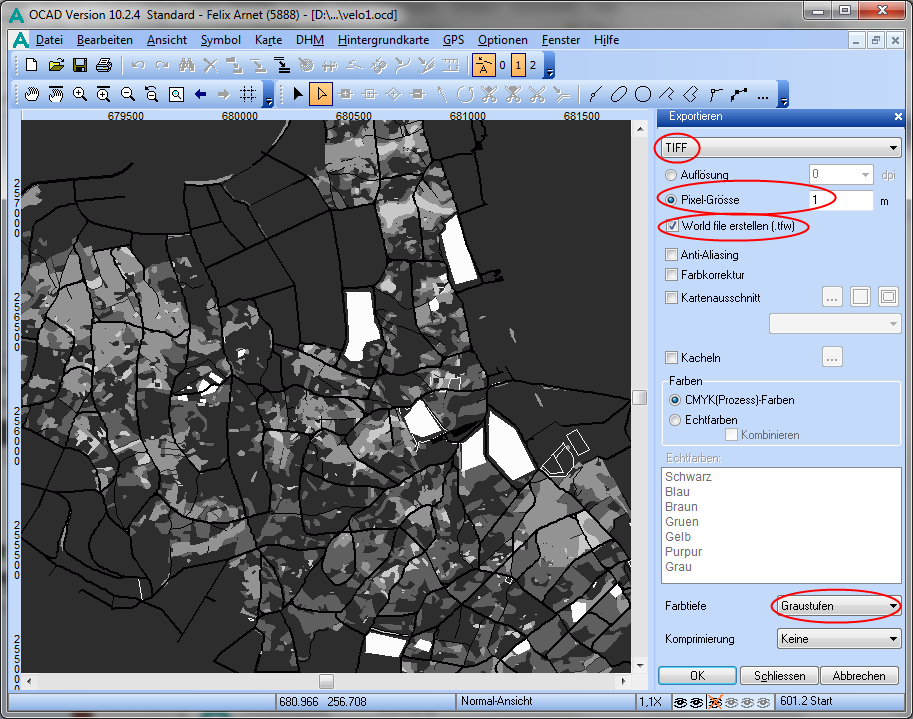 OCAD Version 10.2.4 Standard - Felix Arnet (5888) - [D:\...\velo1.ocd]
Datei Bearbeiten Ansicht Symbol Karte DHM Hintergrundkarte GPS Optionen Fenster Hilfe
0 1 2
679500 680000 680500 681000 681500
257000
256500
256000
255500
2550
Exportieren
TIFF
Auflösung 0 dpi
Pixel-Grösse 1 m
World file erstellen (.tfw)
Anti-Aliasing
Farbkorrektur
Kartenausschnitt ...
Kacheln ...
Farben
CMYK(Prozess)-Farben
Echtfarben
Kombinieren
Echtfarben:
Schwarz
Blau
Braun
Gruen
Gelb
Purpur
Grau
Farbtiefe Graustufen
Komprimierung Keine
OK Schliessen Abbrechen
680.966 256.708 Normal-Ansicht 1,1X 601.2 Start